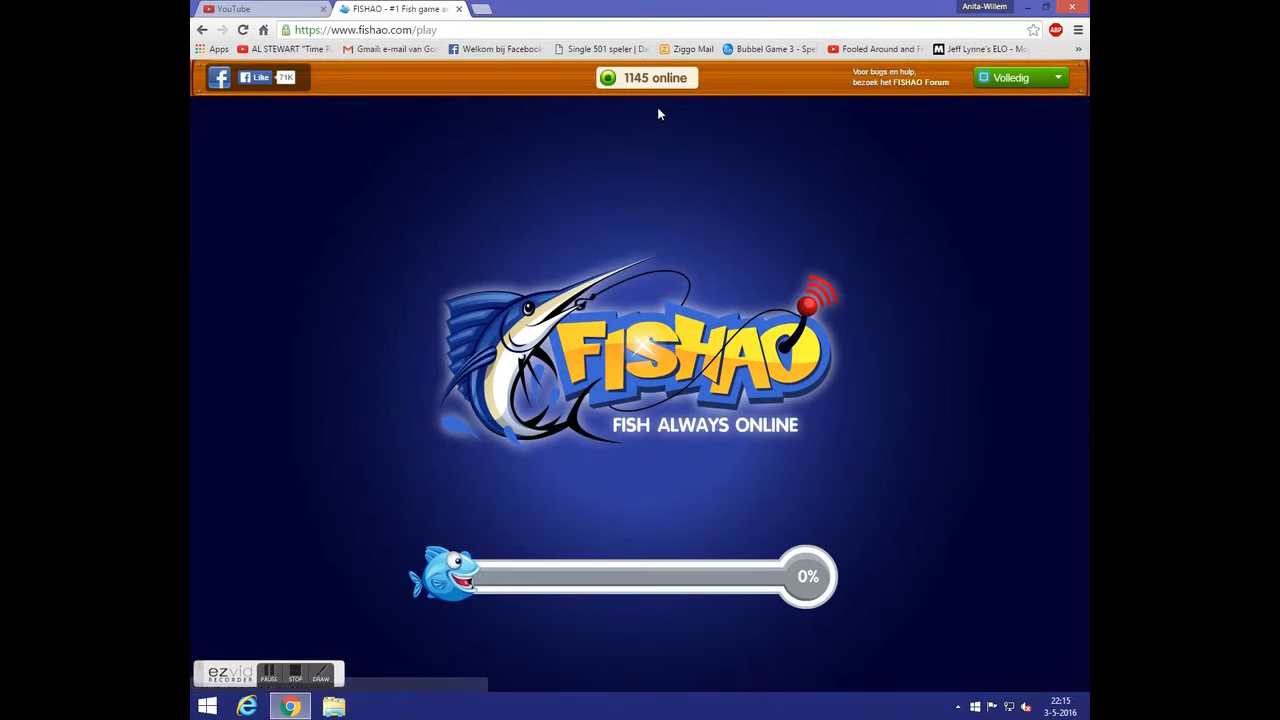 YouTube
FISHAO - #1 Fish game a
Anita-Willem
https://www.fishao.com/play
Apps
AL STEWART "Time
Gmail: e-mail van Go
Welkom bij Facebook
Single 501 speler | Da
Ziggo Mail
Bubbel Game 3 - Spe
Fooled Around and F
Jeff Lynne's ELO - Mo
»
Like
71K
1145 online
Voor bugs en hulp,
bezoek het FISHAO Forum
Volledig
FISHAO
FISH ALWAYS ONLINE
0%
ezvid
RECORDER
PAUSE
STOP
DRAW
22:15
3-5-2016